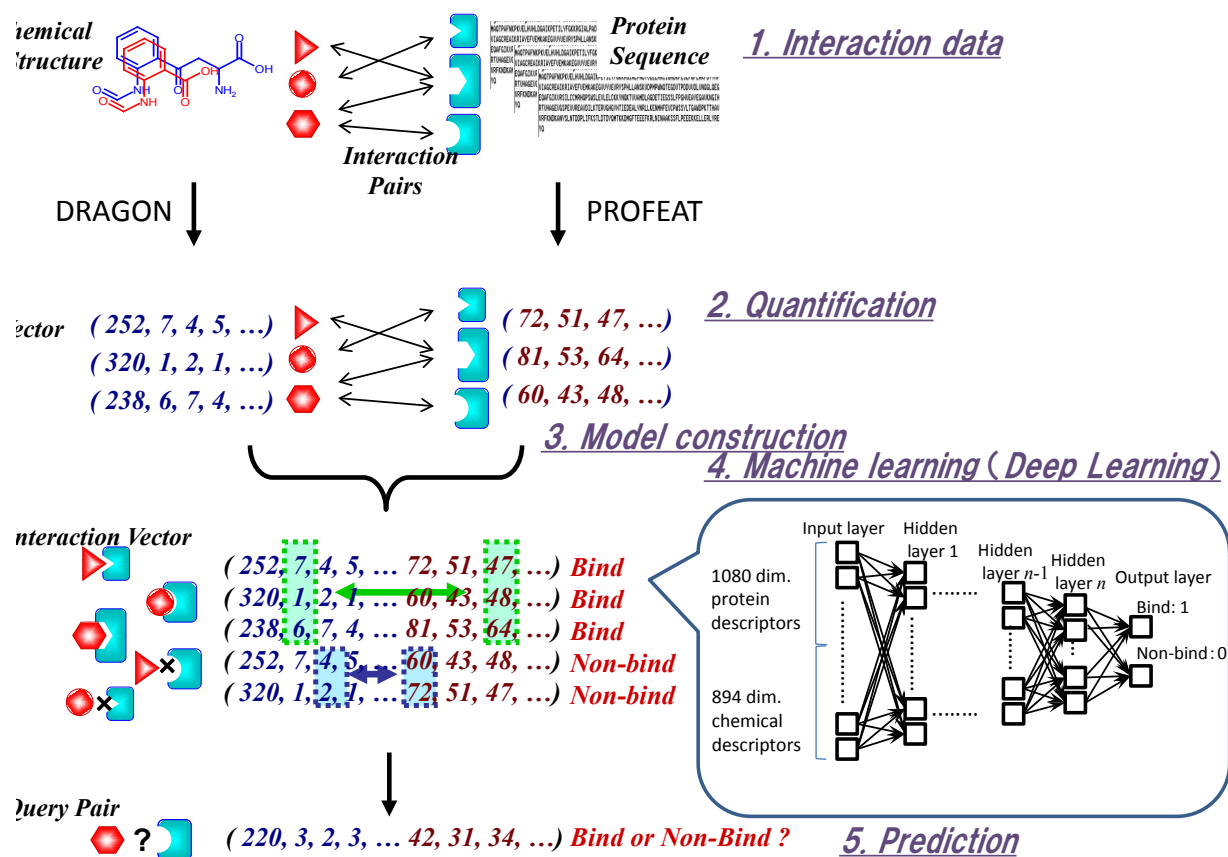 hemical
Structure
O
OH
NH
NH₂
Protein
Sequence
1. Interaction data
Interaction
Pairs
DRAGON
PROFEAT
2. Quantification
ector
( 252, 7, 4, 5, …)
( 72, 51, 47, …)
( 320, 1, 2, 1, …)
( 81, 53, 64, …)
( 238, 6, 7, 4, …)
( 60, 43, 48, …)
3. Model construction
4. Machine learning ( Deep Learning )
nteraction Vector
( 252, 7, 4, 5, … 72, 51, 47, …) Bind
( 320, 1, 2, 1, … 60, 43, 48, …) Bind
( 238, 6, 7, 4, … 81, 53, 64, …) Bind
( 252, 7, 4, 5, … 60, 43, 48, …) Non-bind
( 320, 1, 2, 1, … 72, 51, 47, …) Non-bind
Input layer
Hidden
layer 1
Hidden
layer n-1
Hidden
layer n
Output layer
1080 dim.
protein
descriptors
894 dim.
chemical
descriptors
Bind: 1
Non-bind: 0
Query Pair
?
( 220, 3, 2, 3, … 42, 31, 34, …) Bind or Non-Bind ?
5. Prediction